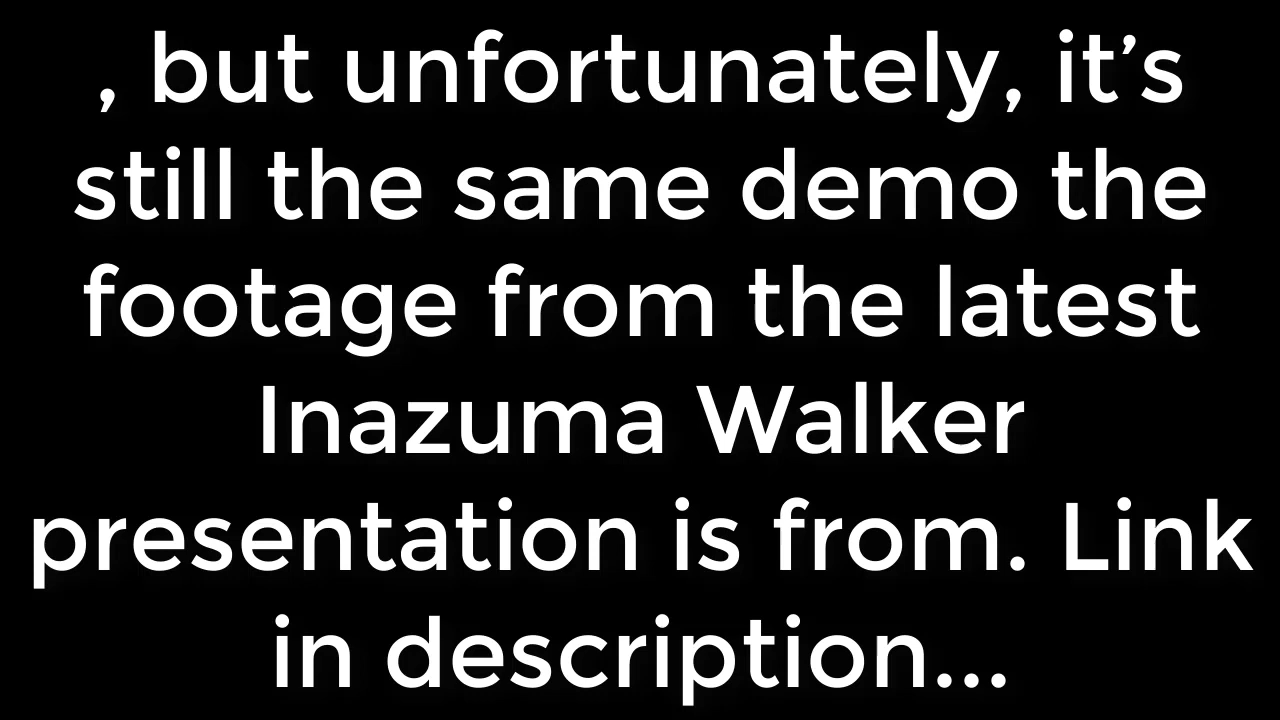 , but unfortunately, it’s
still the same demo the
footage from the latest
Inazuma Walker
presentation is from. Link
in description...